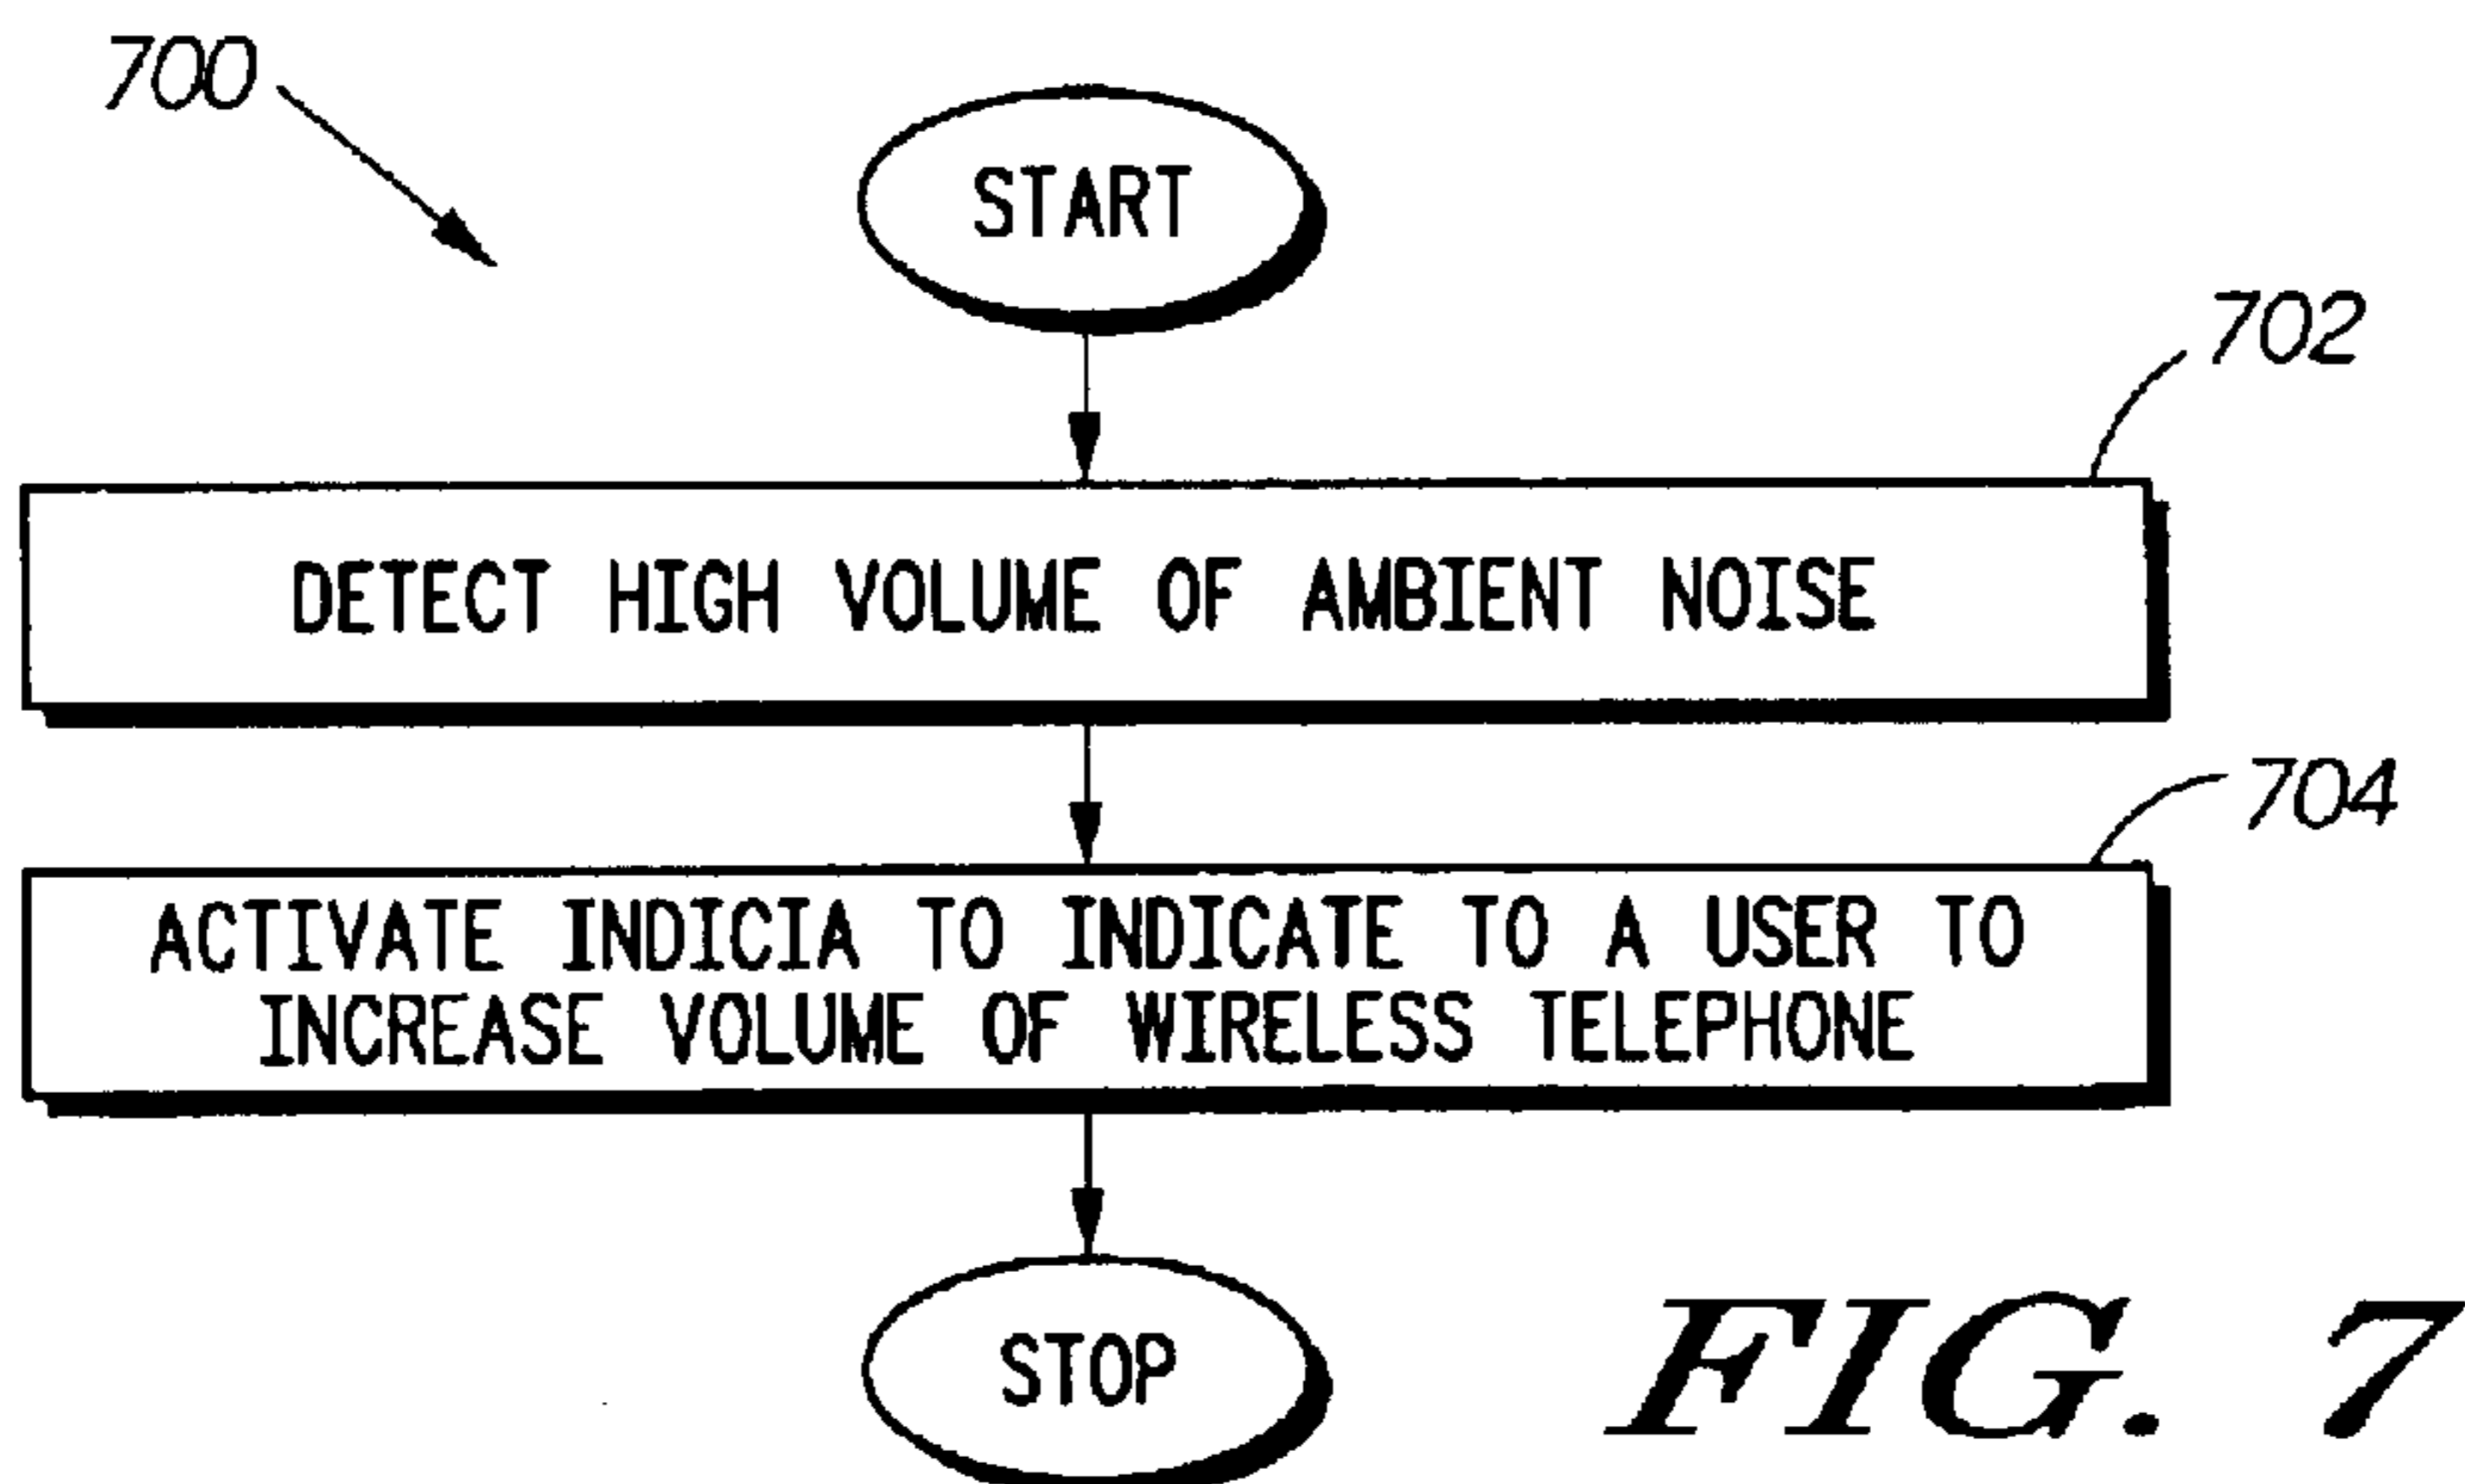 700
START
702
DETECT HIGH VOLUME OF AMBIENT NOISE
704
ACTIVATE INDICIA TO INDICATE TO A USER TO
INCREASE VOLUME OF WIRELESS TELEPHONE
STOP
FIG. 7